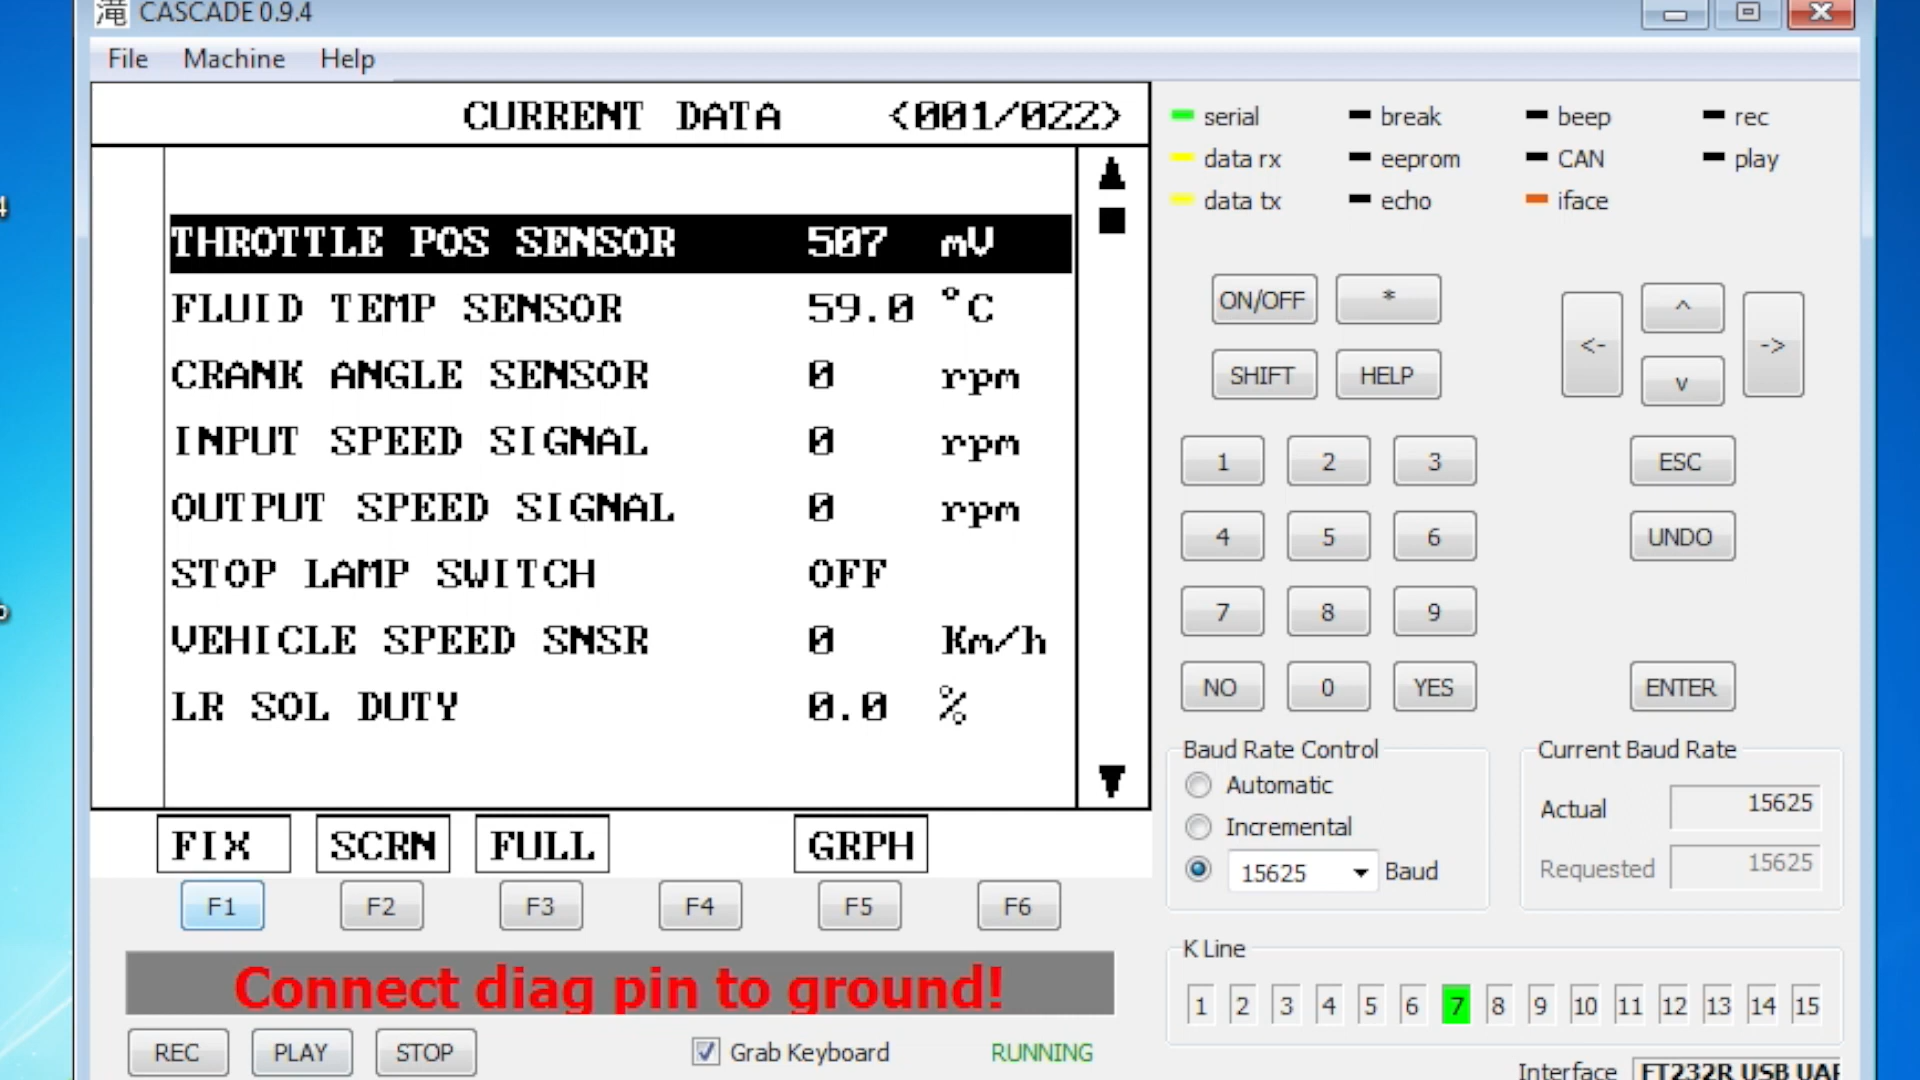 滝 CASCADE 0.9.4
File Machine Help
CURRENT DATA <001/022>
THROTTLE POS SENSOR 507 mV
FLUID TEMP SENSOR 59.0 °C
CRANK ANGLE SENSOR 0 rpm
INPUT SPEED SIGNAL 0 rpm
OUTPUT SPEED SIGNAL 0 rpm
STOP LAMP SWITCH OFF
VEHICLE SPEED SNSR 0 Km/h
LR SOL DUTY 0.0 %
FIX SCRN FULL GRPH
F1 F2 F3 F4 F5 F6
Connect diag pin to ground!
REC PLAY STOP Grab Keyboard RUNNING
serial break beep rec
data rx eeprom CAN play
data tx echo iface
ON/OFF *
SHIFT HELP
<- ^ v ->
1 2 3 ESC
4 5 6 UNDO
7 8 9
NO 0 YES ENTER
Baud Rate Control
Automatic
Incremental
15625 Baud
Current Baud Rate
Actual 15625
Requested 15625
K Line
1 2 3 4 5 6 7 8 9 10 11 12 13 14 15
Interface FT232R USB UAR
4